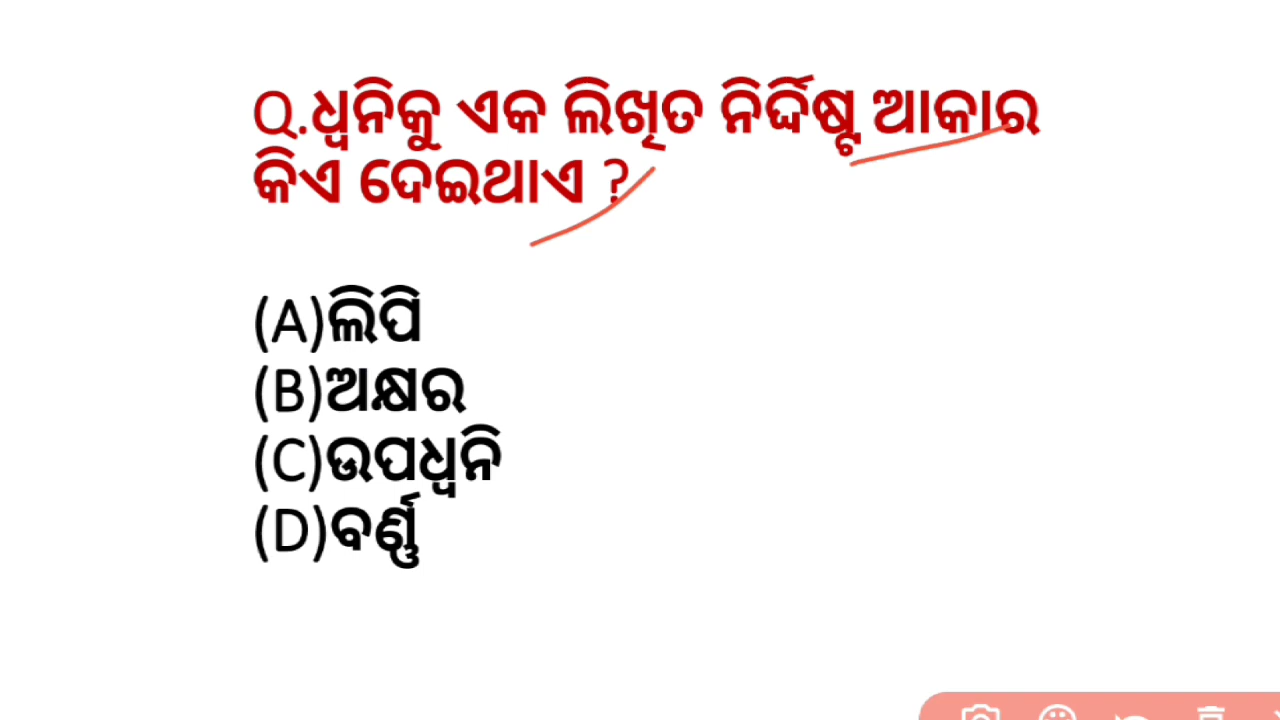 Q.ଧ୍ୱନିକୁ ଏକ ଲିଖିତ ନିର୍ଦ୍ଦିଷ୍ଟ ଆକାର
କିଏ ଦେଇଥାଏ ?
(A)ଲିପି
(B)ଅକ୍ଷର
(C)ଉପଧ୍ୱନି
(D)ବର୍ଣ୍ଣ